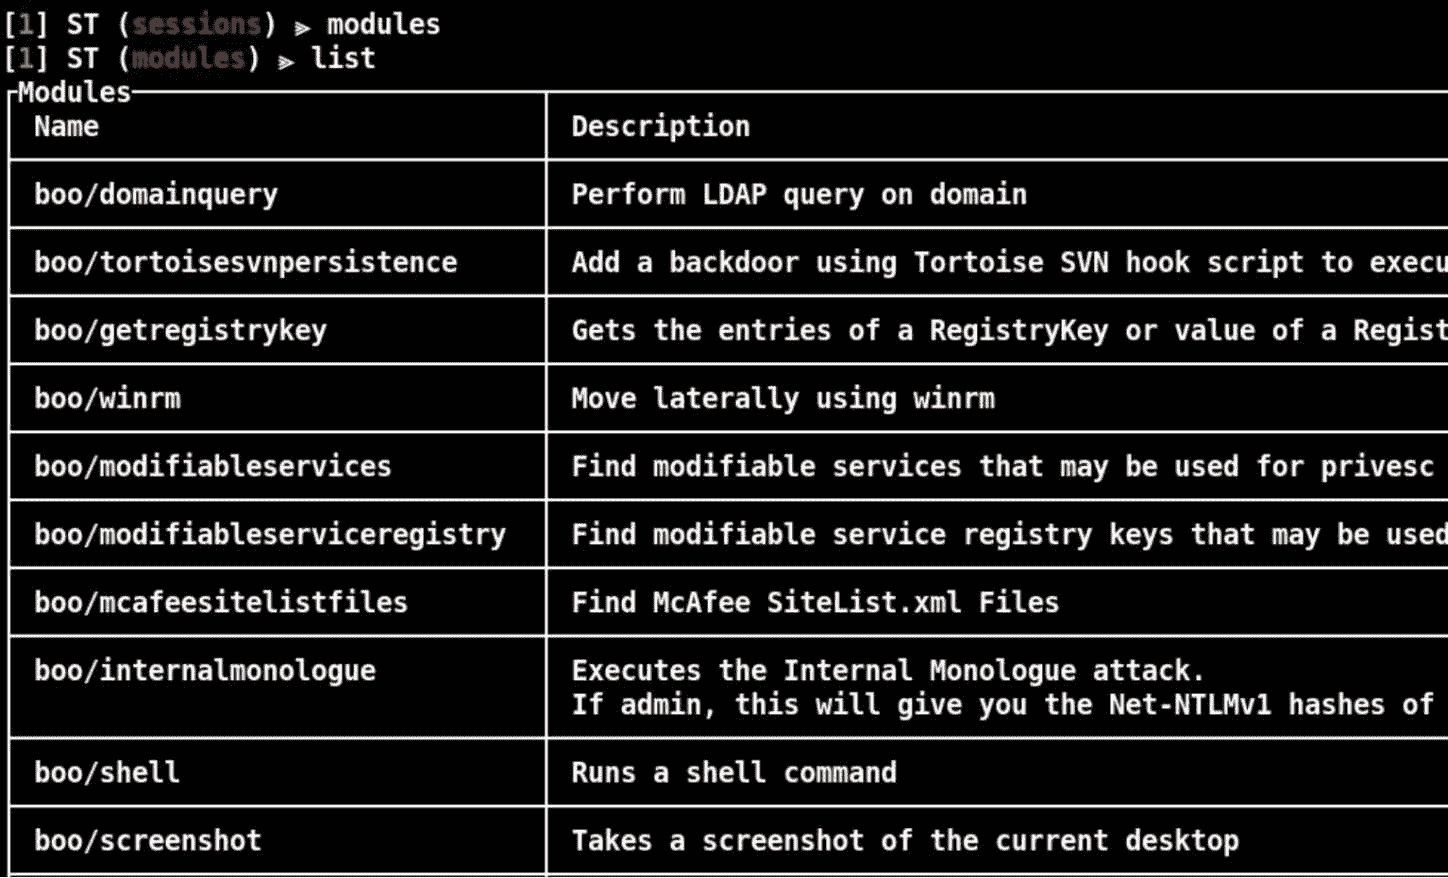 [1] ST (sessions) ⪢ modules
[1] ST (modules) ⪢ list
Modules
Name Description
boo/domainquery Perform LDAP query on domain
boo/tortoisesvnpersistence Add a backdoor using Tortoise SVN hook script to execu
boo/getregistrykey Gets the entries of a RegistryKey or value of a Regist
boo/winrm Move laterally using winrm
boo/modifiableservices Find modifiable services that may be used for privesc
boo/modifiableserviceregistry Find modifiable service registry keys that may be used
boo/mcafeesitelistfiles Find McAfee SiteList.xml Files
boo/internalmonologue Executes the Internal Monologue attack.
If admin, this will give you the Net-NTLMv1 hashes of
boo/shell Runs a shell command
boo/screenshot Takes a screenshot of the current desktop